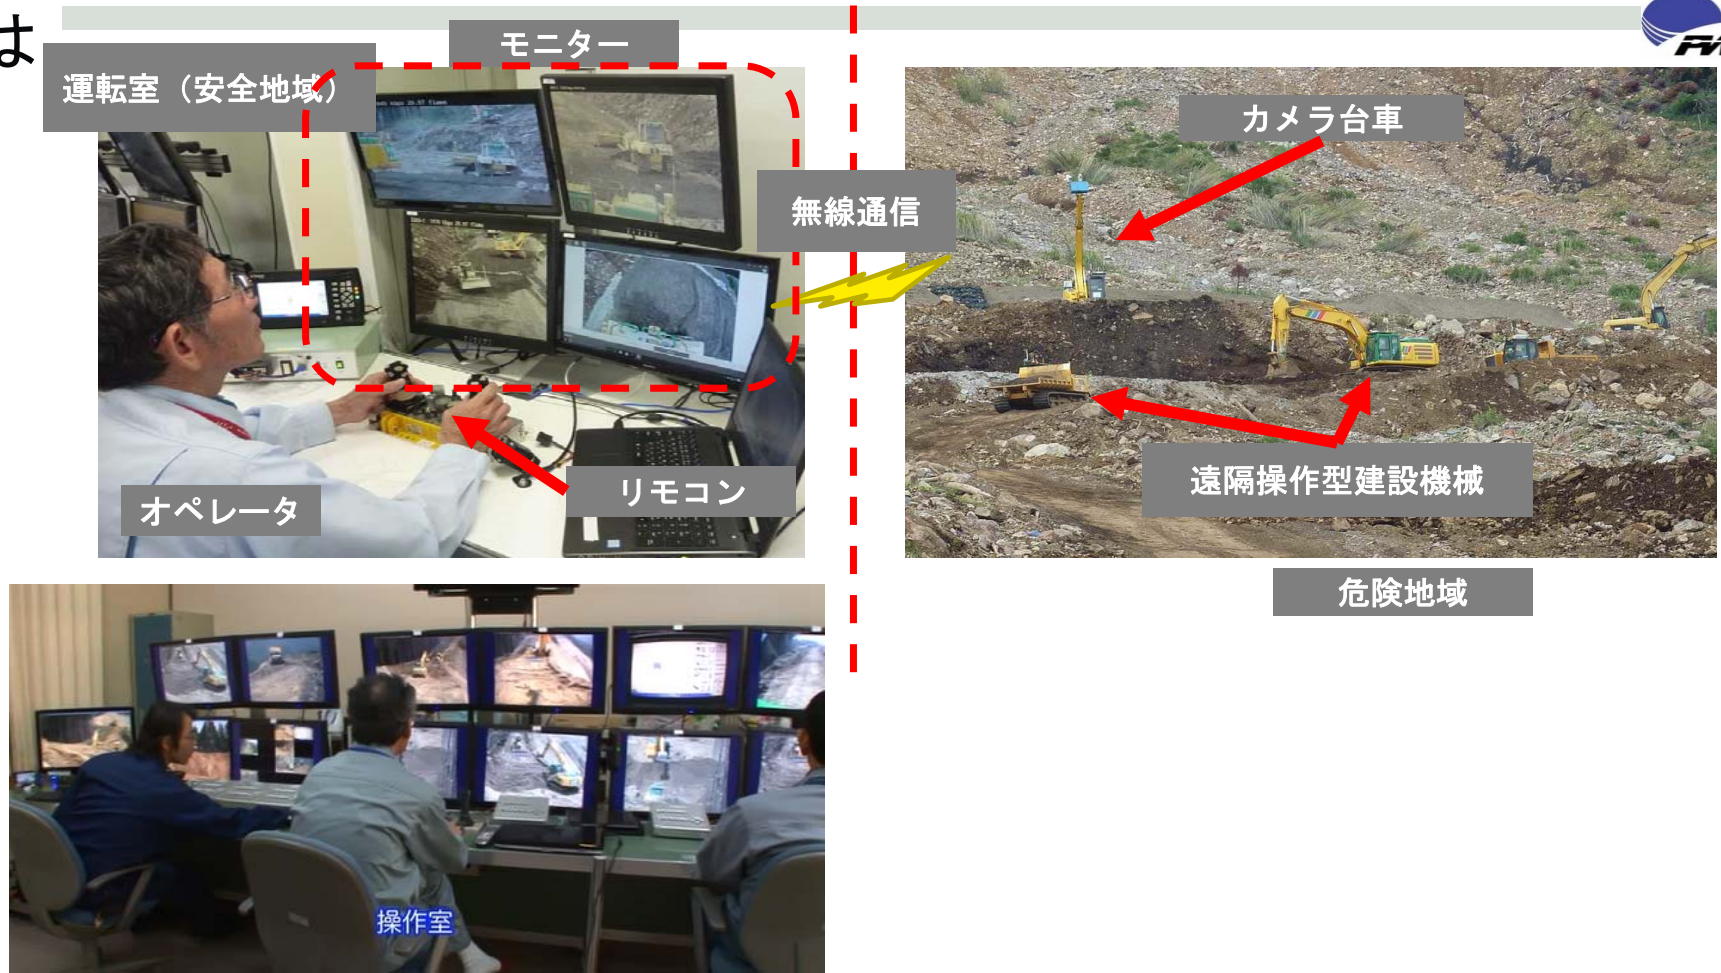 は
モニター
運転室（安全地域）
カメラ台車
無線通信
リモコン
オペレータ
遠隔操作型建設機械
危険地域
操作室